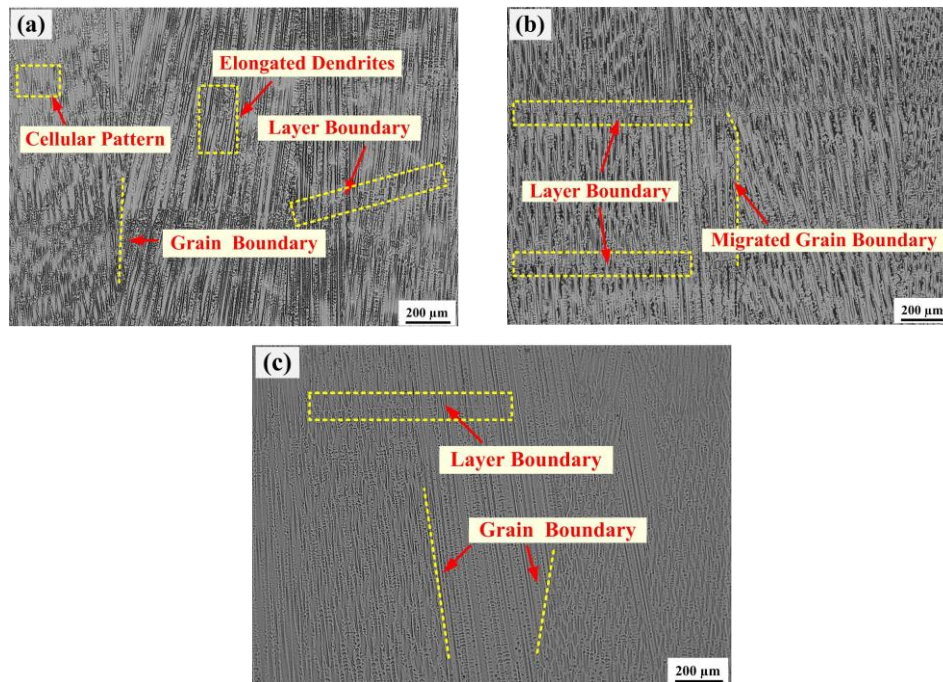 (a)
Elongated Dendrites
Layer Boundary
Cellular Pattern
Grain Boundary
200 µm
(b)
Layer Boundary
Migrated Grain Boundary
200 µm
(c)
Layer Boundary
Grain Boundary
200 µm